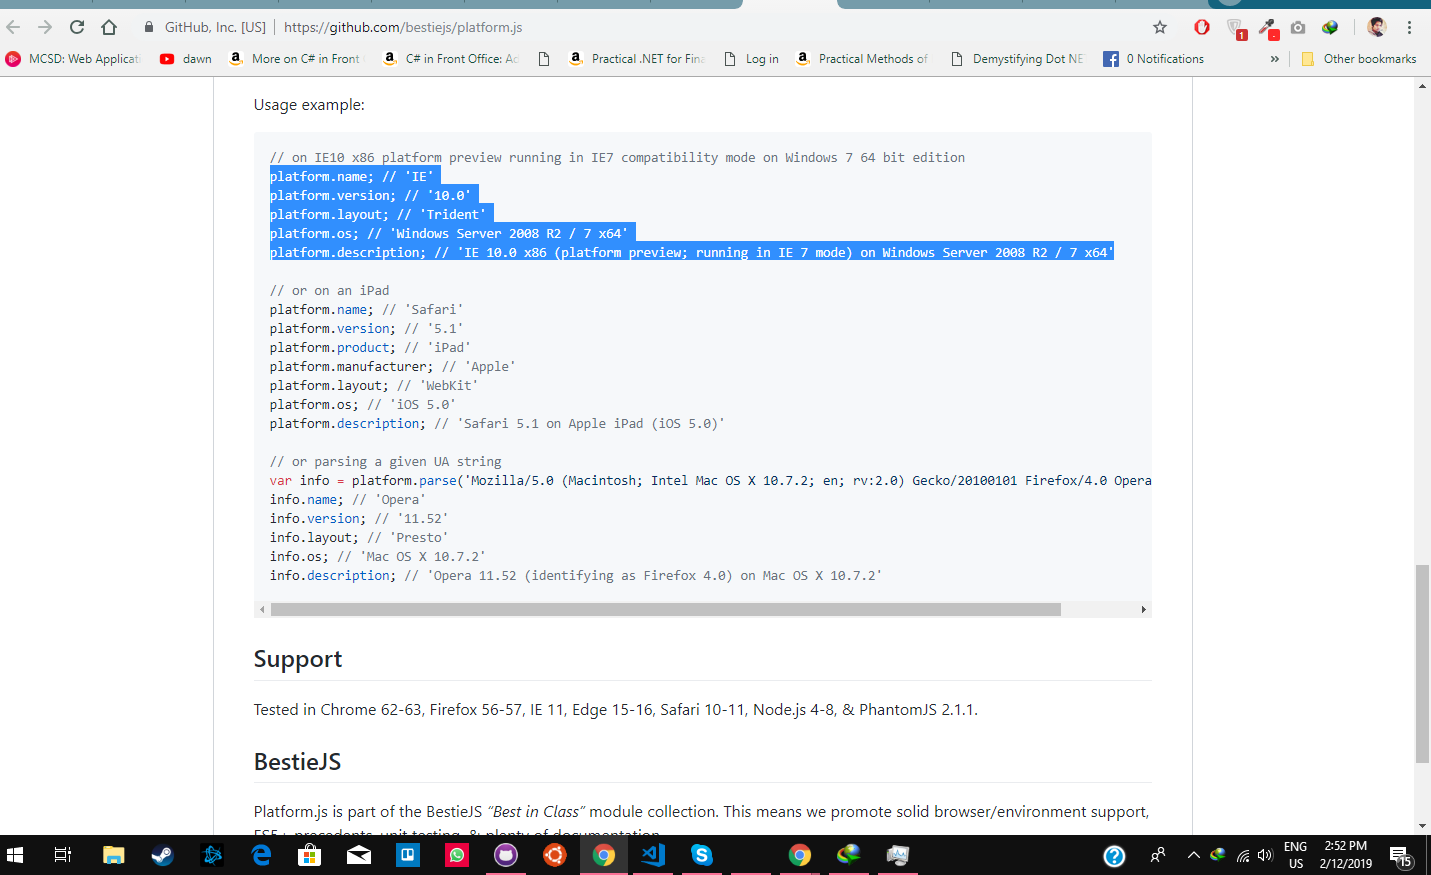 GitHub, Inc. [US] https://github.com/bestiejs/platform.js
1
MCSD: Web Applicat dawn More on C# in Front C# in Front Office: Ad Practical .NET for Fina Log in Practical Methods of Demystifying Dot NE 0 Notifications » Other bookmarks
Usage example:
// on IE10 x86 platform preview running in IE7 compatibility mode on Windows 7 64 bit edition
platform.name; // 'IE'
platform.version; // '10.0'
platform.layout; // 'Trident'
platform.os; // 'Windows Server 2008 R2 / 7 x64'
platform.description; // 'IE 10.0 x86 (platform preview; running in IE 7 mode) on Windows Server 2008 R2 / 7 x64'
// or on an iPad
platform.name; // 'Safari'
platform.version; // '5.1'
platform.product; // 'iPad'
platform.manufacturer; // 'Apple'
platform.layout; // 'WebKit'
platform.os; // 'iOS 5.0'
platform.description; // 'Safari 5.1 on Apple iPad (iOS 5.0)'
// or parsing a given UA string
var info = platform.parse('Mozilla/5.0 (Macintosh; Intel Mac OS X 10.7.2; en; rv:2.0) Gecko/20100101 Firefox/4.0 Opera
info.name; // 'Opera'
info.version; // '11.52'
info.layout; // 'Presto'
info.os; // 'Mac OS X 10.7.2'
info.description; // 'Opera 11.52 (identifying as Firefox 4.0) on Mac OS X 10.7.2'
Support
Tested in Chrome 62-63, Firefox 56-57, IE 11, Edge 15-16, Safari 10-11, Node.js 4-8, & PhantomJS 2.1.1.
BestieJS
Platform.js is part of the BestieJS “Best in Class” module collection. This means we promote solid browser/environment support,
ES5+ precedents, unit testing, & plenty of documentation.
ENG
US
2:52 PM
2/12/2019
15